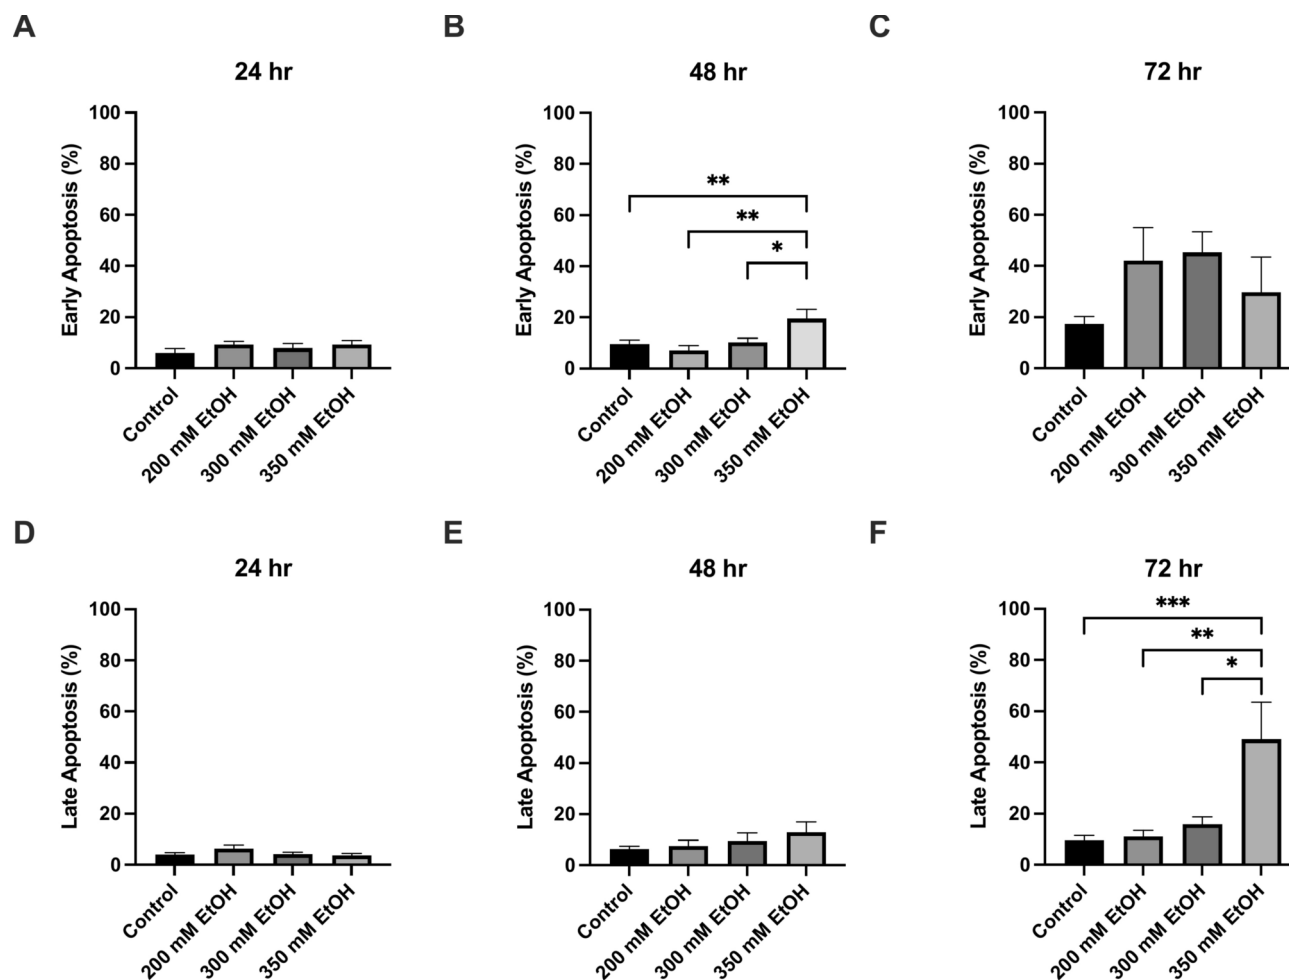 A
B
C
24 hr
48 hr
72 hr
Early Apoptosis (%)
100
80
60
40
20
0
Control
200 mM EtOH
300 mM EtOH
350 mM EtOH
Early Apoptosis (%)
100
80
60
40
20
0
**
**
*
Control
200 mM EtOH
300 mM EtOH
350 mM EtOH
Early Apoptosis (%)
100
80
60
40
20
0
Control
200 mM EtOH
300 mM EtOH
350 mM EtOH
D
E
F
24 hr
48 hr
72 hr
Late Apoptosis (%)
100
80
60
40
20
0
Control
200 mM EtOH
300 mM EtOH
350 mM EtOH
Late Apoptosis (%)
100
80
60
40
20
0
Control
200 mM EtOH
300 mM EtOH
350 mM EtOH
Late Apoptosis (%)
100
80
60
40
20
0
***
**
*
Control
200 mM EtOH
300 mM EtOH
350 mM EtOH